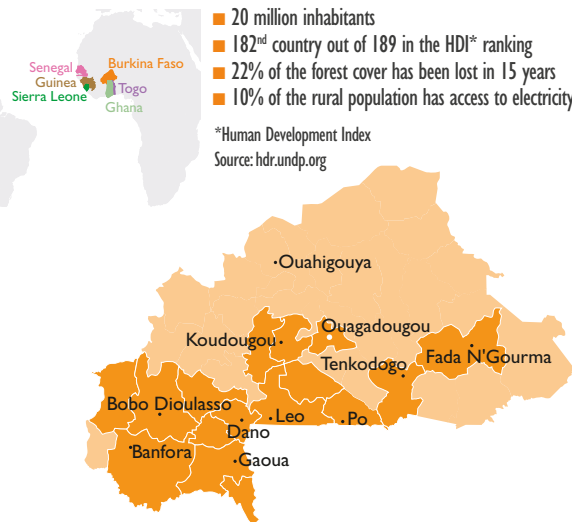 20 million inhabitants
182nd country out of 189 in the HDI* ranking
22% of the forest cover has been lost in 15 years
10% of the rural population has access to electricity
*Human Development Index
Source: hdr.undp.org
Senegal
Burkina Faso
Guinea
Sierra Leone
Togo
Ghana
Ouahigouya
Ouagadougou
Koudougou
Tenkodogo
Fada N'Gourma
Bobo Dioulasso
Leo
Po
Dano
Banfora
Gaoua